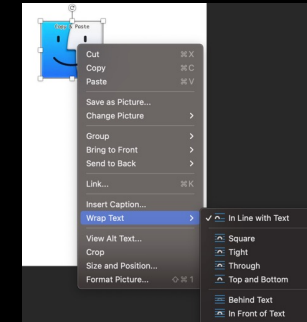 Copy & Paste
Cut ⌘X
Copy ⌘C
Paste ⌘V
Save as Picture...
Change Picture
Group
Bring to Front
Send to Back
Link... ⌘K
Insert Caption...
Wrap Text
View Alt Text...
Crop
Size and Position...
Format Picture... ⇧⌘1
In Line with Text
Square
Tight
Through
Top and Bottom
Behind Text
In Front of Text